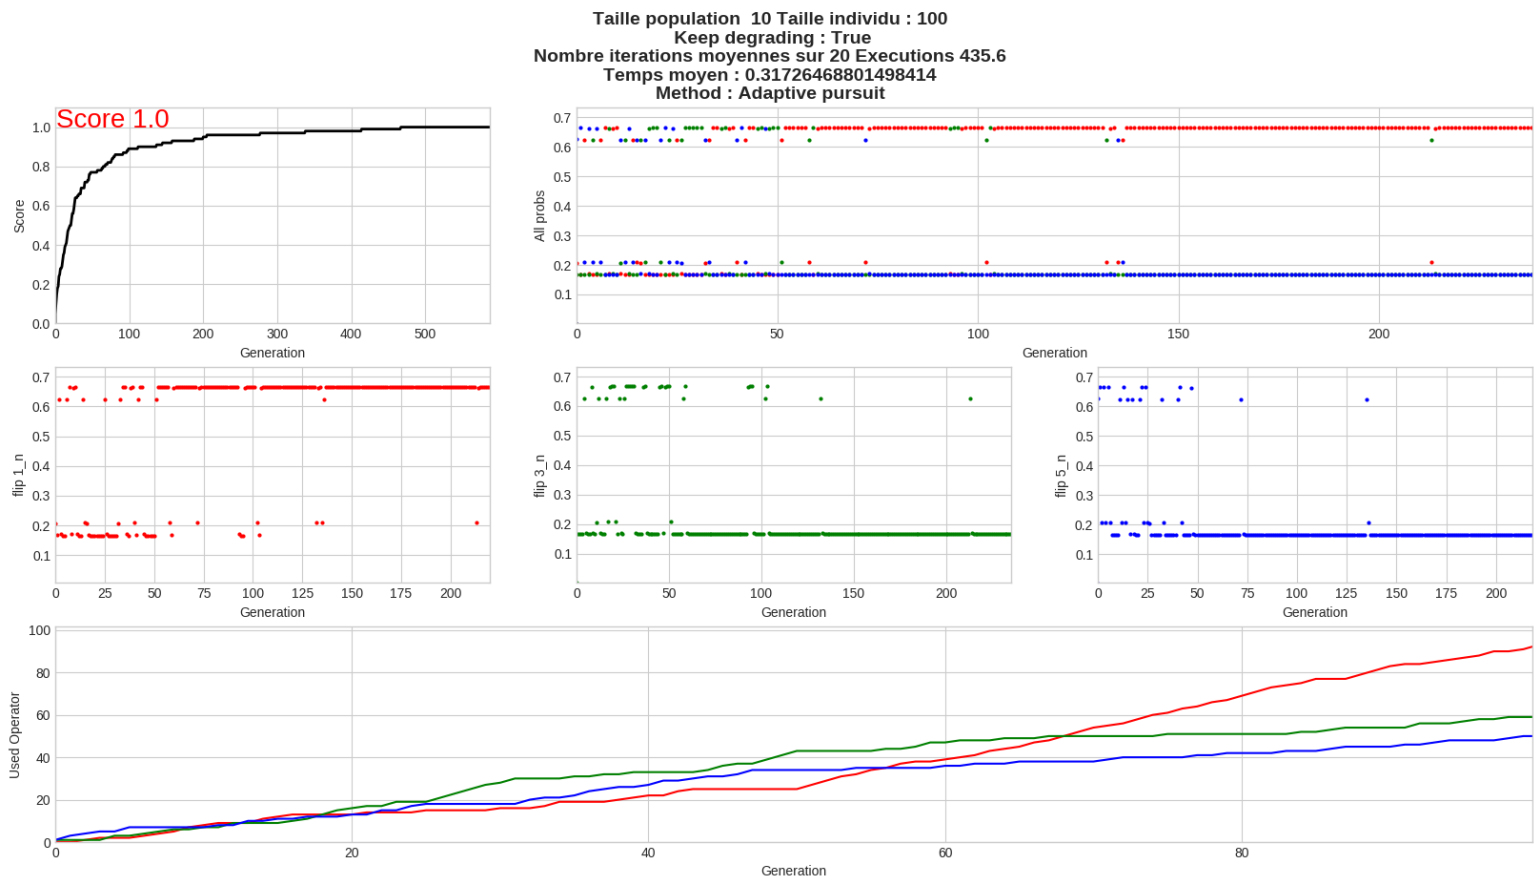 Taille population  10 Taille individu : 100
Keep degrading : True
Nombre iterations moyennes sur 20 Executions 435.6
Temps moyen : 0.31726468801498414
Method : Adaptive pursuit
Score 1.0
1.0
0.8
0.6
0.4
0.2
0.0
Score
0 100 200 300 400 500
Generation
0.7
0.6
0.5
0.4
0.3
0.2
0.1
All probs
0 50 100 150 200
Generation
0.7
0.6
0.5
0.4
0.3
0.2
0.1
flip 1_n
0 25 50 75 100 125 150 175 200
Generation
0.7
0.6
0.5
0.4
0.3
0.2
0.1
flip 3_n
0 50 100 150 200
Generation
0.7
0.6
0.5
0.4
0.3
0.2
0.1
flip 5_n
0 25 50 75 100 125 150 175 200
Generation
100
80
60
40
20
0
Used Operator
0 20 40 60 80
Generation